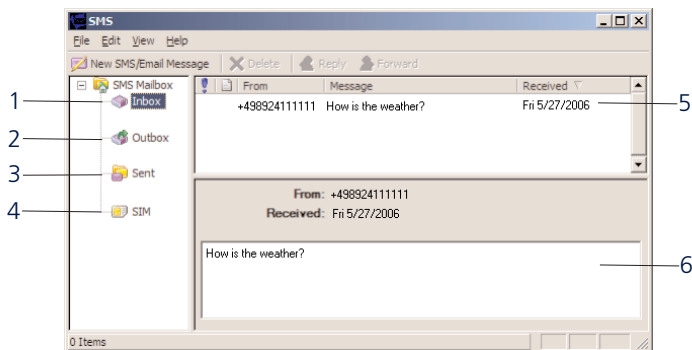 SMS
File Edit View Help
New SMS/Email Message Delete Reply Forward
SMS Mailbox
From Message Received
1 Inbox
+498924111111 How is the weather? Fri 5/27/2006 5
2 Outbox
3 Sent
4 SIM
From: +498924111111
Received: Fri 5/27/2006
How is the weather?
6
0 Items